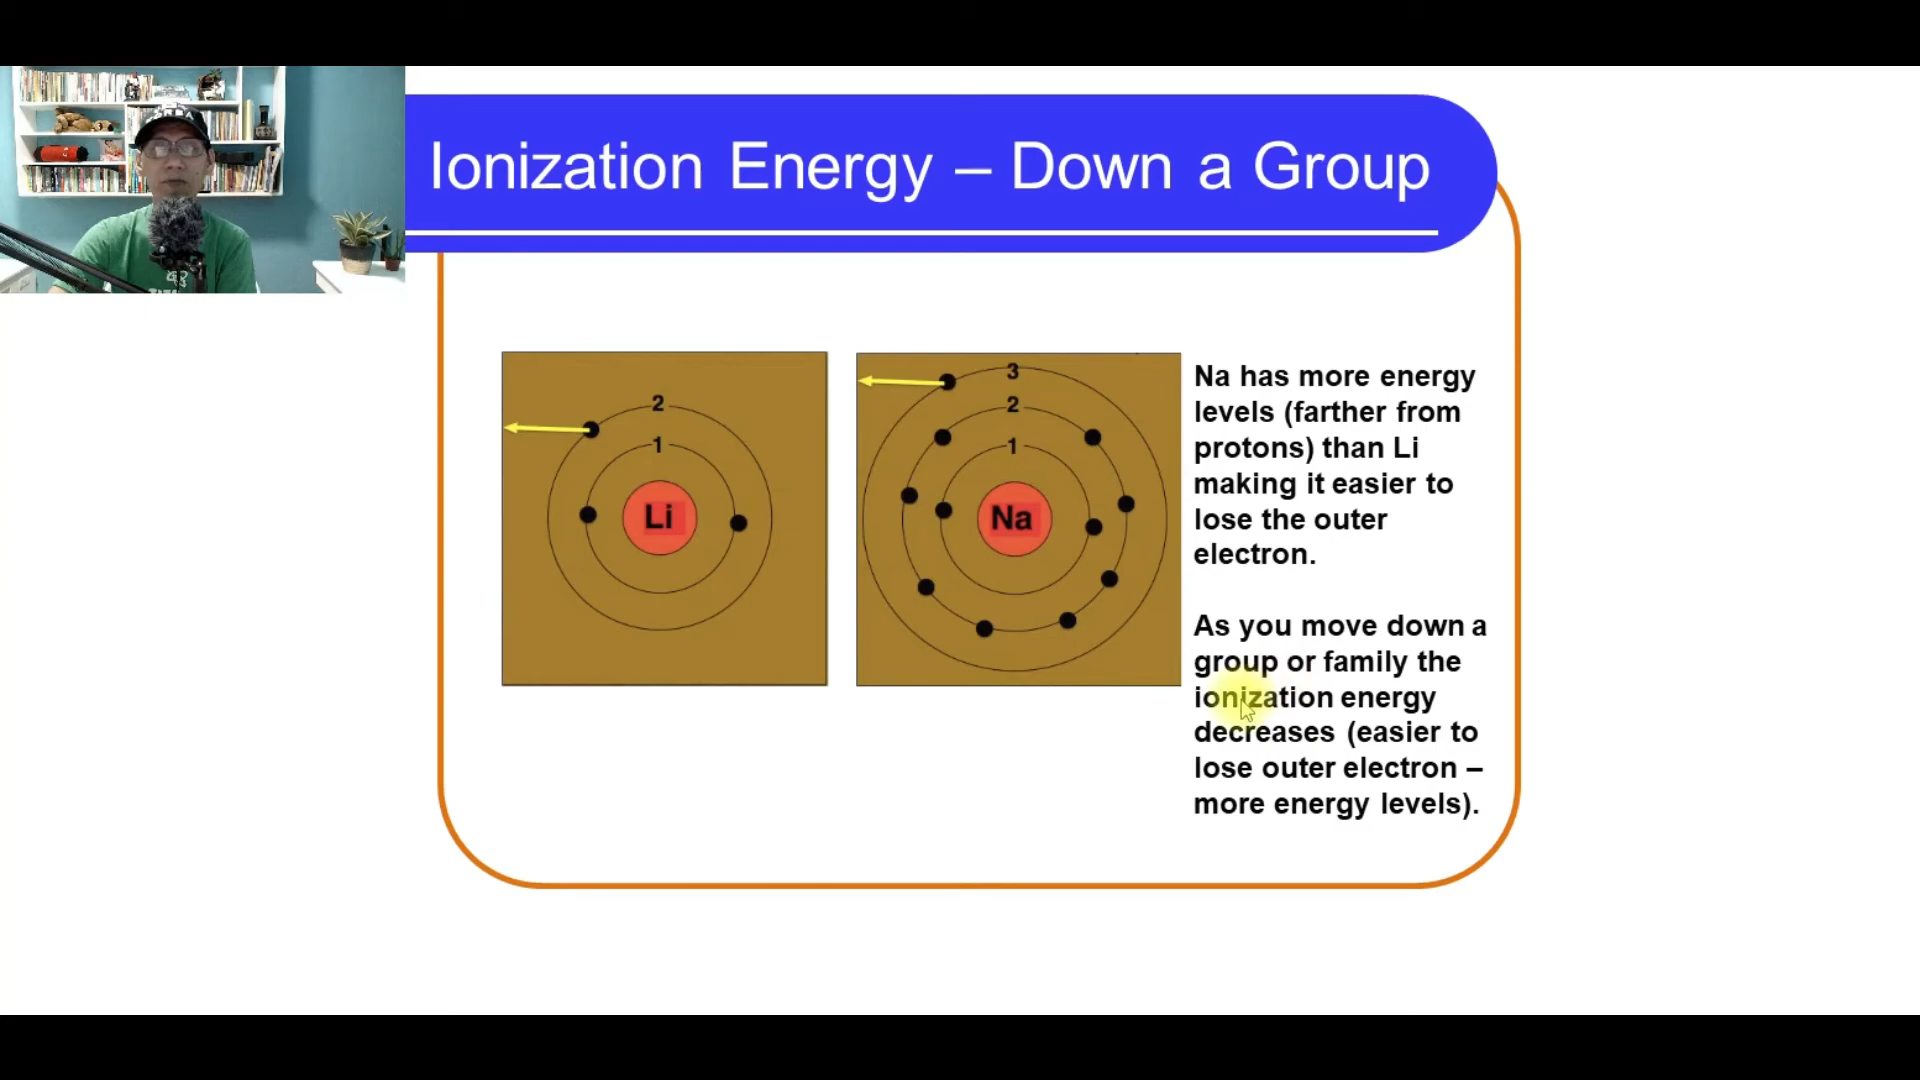 Ionization Energy – Down a Group
2
1
Li
3
2
1
Na
Na has more energy
levels (farther from
protons) than Li
making it easier to
lose the outer
electron.
As you move down a
group or family the
ionization energy
decreases (easier to
lose outer electron –
more energy levels).